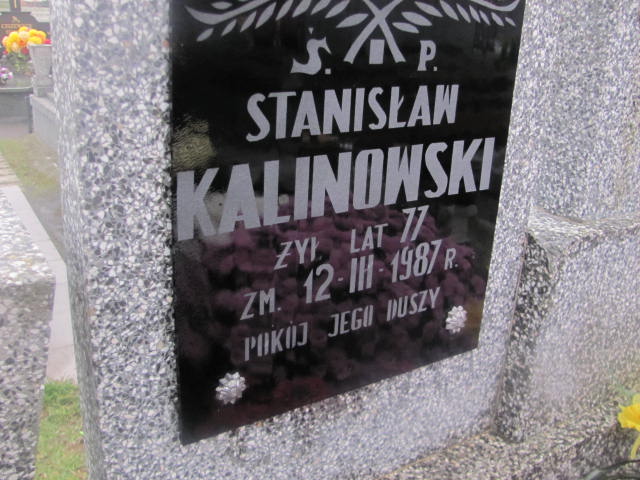 Ś. P.
STANISŁAW
KALINOWSKI
ŻYŁ LAT 77
ZM. 12-III-1987 R.
POKÓJ JEGO DUSZY